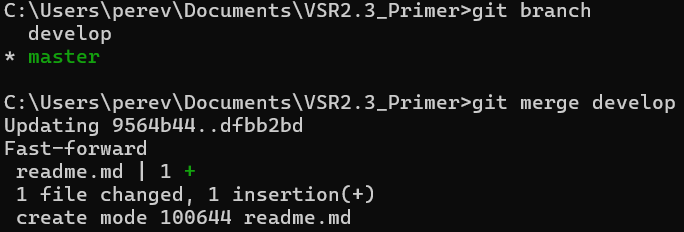 C:\Users\perev\Documents\VSR2.3_Primer>git branch
  develop
* master
C:\Users\perev\Documents\VSR2.3_Primer>git merge develop
Updating 9564b44..dfbb2bd
Fast-forward
 readme.md | 1 +
 1 file changed, 1 insertion(+)
 create mode 100644 readme.md